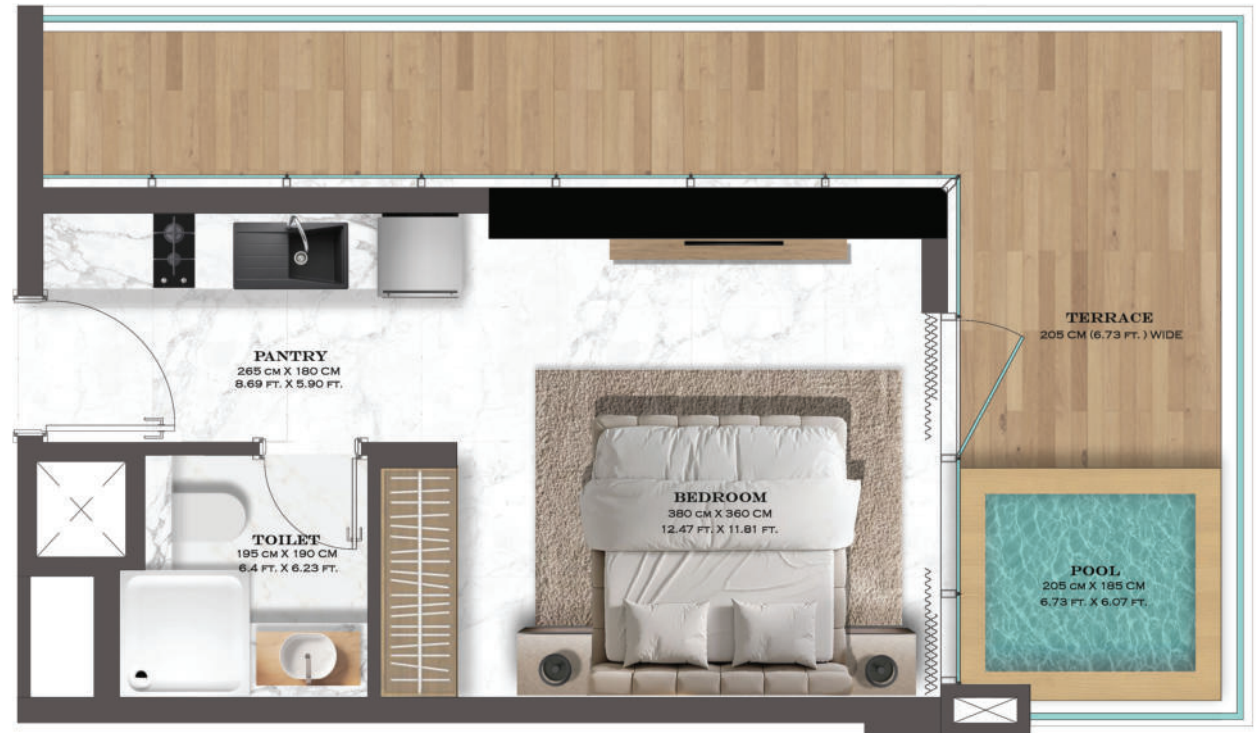 TERRACE
205 CM (6.73 FT. ) WIDE
PANTRY
265 CM X 180 CM
8.69 FT. X 5.90 FT.
BEDROOM
380 CM X 360 CM
12.47 FT. X 11.81 FT.
TOILET
195 CM X 190 CM
6.4 FT. X 6.23 FT.
POOL
205 CM X 185 CM
6.73 FT. X 6.07 FT.